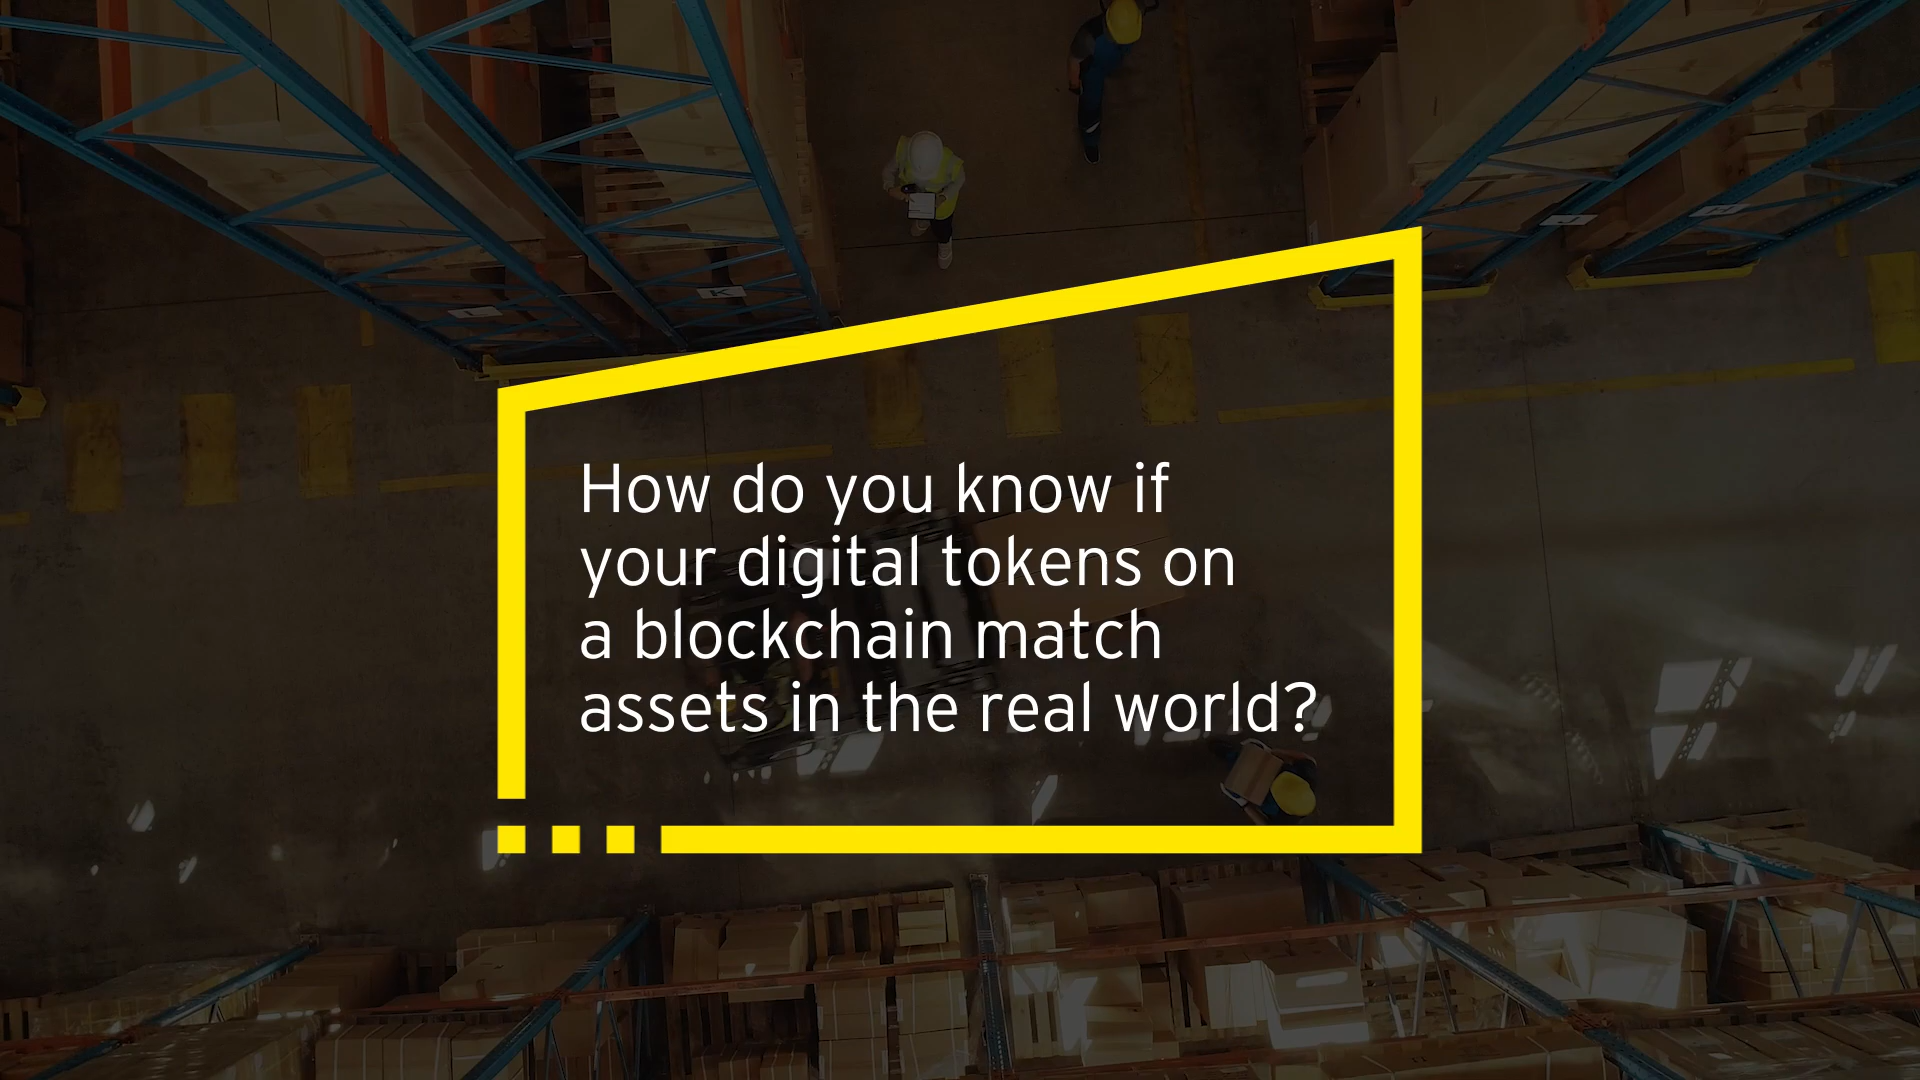 How do you know if
your digital tokens on
a blockchain match
assets in the real world?